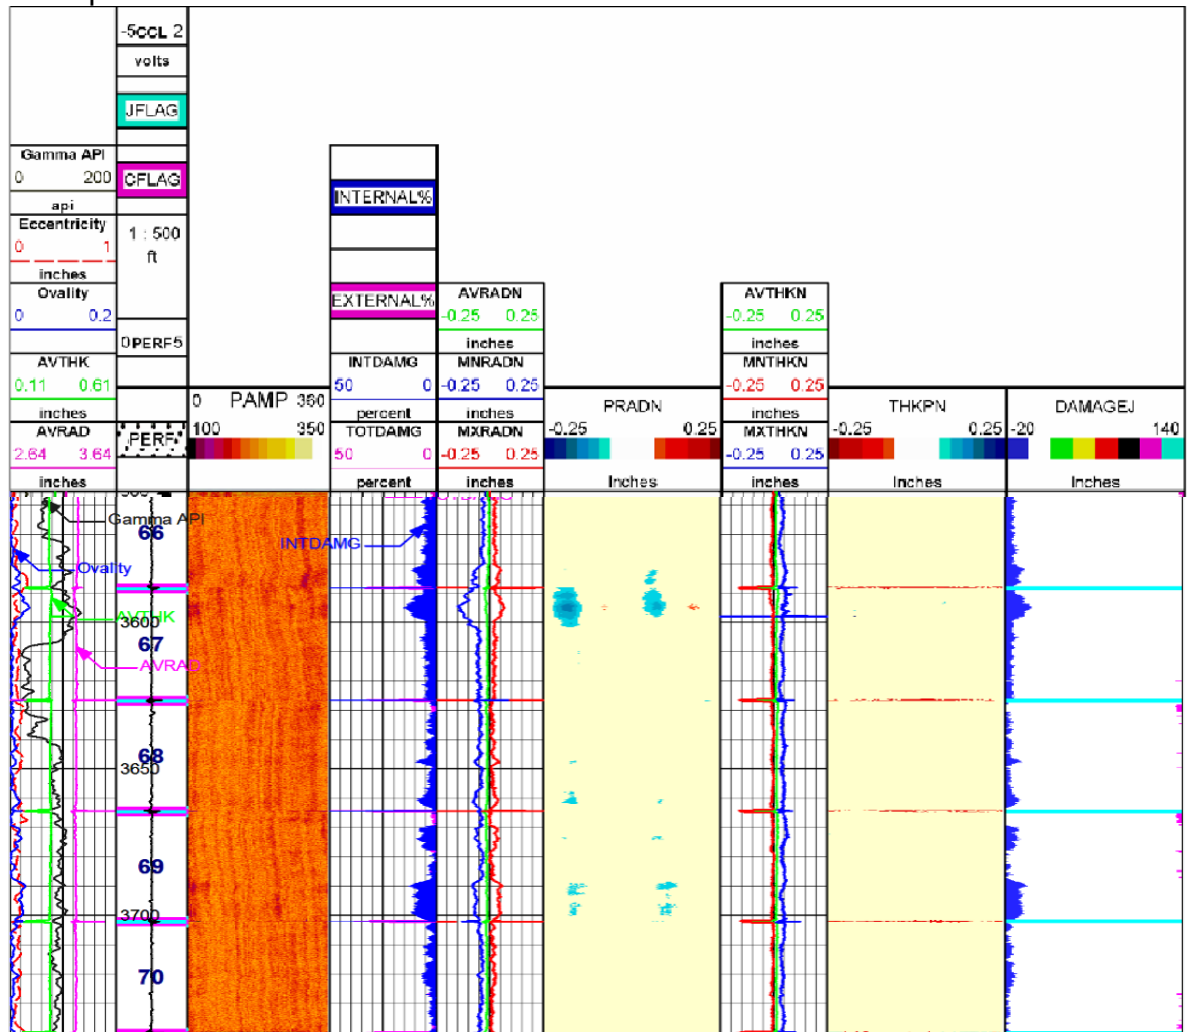 -5CCL 2
volts
JFLAG
Gamma API
0 200
api
CFLAG
INTERNAL%
Eccentricity
0 1
inches
1 : 500
ft
Ovality
0 0.2
EXTERNAL%
AVRADN
-0.25 0.25
inches
AVTHKN
-0.25 0.25
inches
0PERF5
AVTHK
0.11 0.61
inches
INTDAMG
50 0
percent
MNRADN
-0.25 0.25
inches
MNTHKN
-0.25 0.25
inches
0 PAMP 360
100 350
PRADN
-0.25 0.25
Inches
THKPN
-0.25 0.25
Inches
DAMAGEJ
-20 140
Inches
AVRAD
2.64 3.64
inches
PERF
TOTDAMG
50 0
percent
MXRADN
-0.25 0.25
inches
MXTHKN
-0.25 0.25
inches
Gamma API
66
INTDAMG
Ovality
AVTHK
3600
67
AVRAD
68
3650
69
3700
70